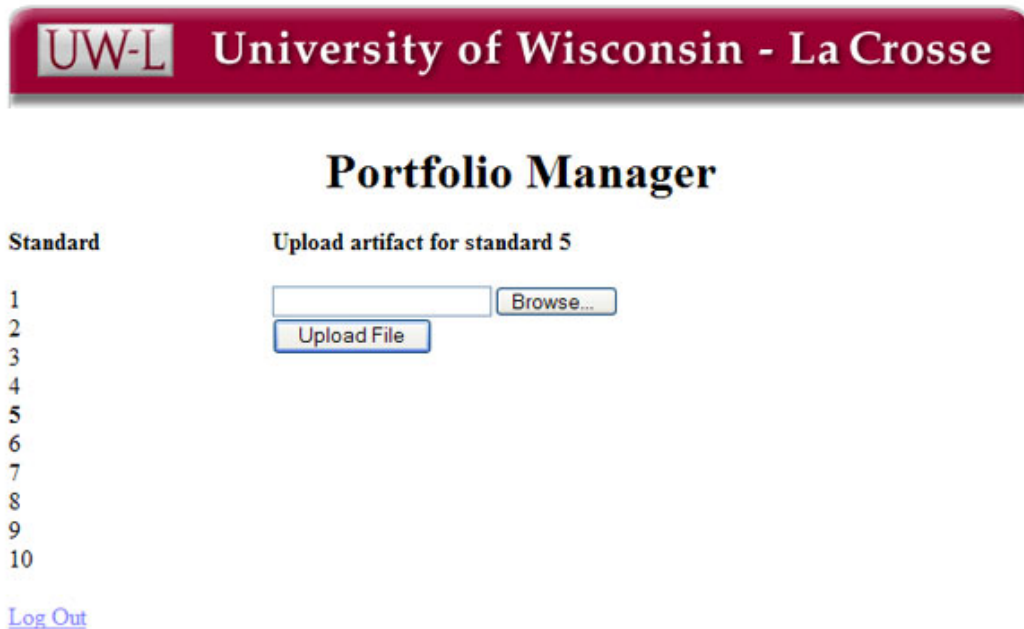 UW-L University of Wisconsin - La Crosse
Portfolio Manager
Standard Upload artifact for standard 5
1 Browse...
2 Upload File
3
4
5
6
7
8
9
10
Log Out